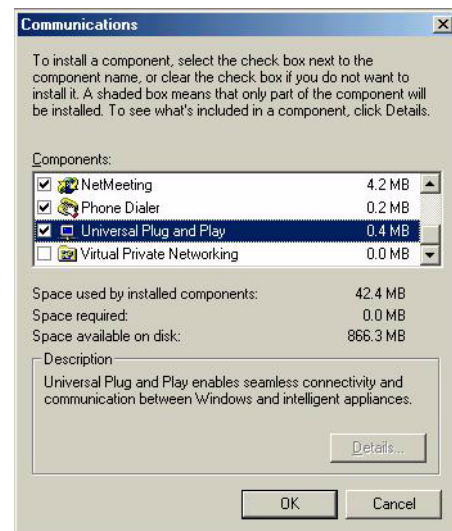 Communications
To install a component, select the check box next to the
component name, or clear the check box if you do not want to
install it. A shaded box means that only part of the component will
be installed. To see what's included in a component, click Details.
Components:
NetMeeting 4.2 MB
Phone Dialer 0.2 MB
Universal Plug and Play 0.4 MB
Virtual Private Networking 0.0 MB
Space used by installed components: 42.4 MB
Space required: 0.0 MB
Space available on disk: 866.3 MB
Description
Universal Plug and Play enables seamless connectivity and
communication between Windows and intelligent appliances.
Details...
OK Cancel